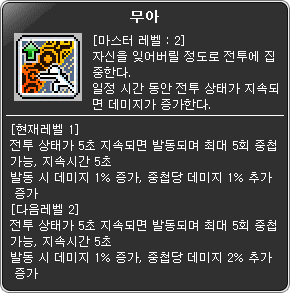 무아
[마스터 레벨 : 2]
자신을 잊어버릴 정도로 전투에 집
중한다.
일정 시간 동안 전투 상태가 지속되
면 데미지가 증가한다.
[현재레벨 1]
전투 상태가 5초 지속되면 발동되며 최대 5회 중첩
가능, 지속시간 5초
발동 시 데미지 1% 증가, 중첩당 데미지 1% 추가
증가
[다음레벨 2]
전투 상태가 5초 지속되면 발동되며 최대 5회 중첩
가능, 지속시간 5초
발동 시 데미지 1% 증가, 중첩당 데미지 2% 추가
증가